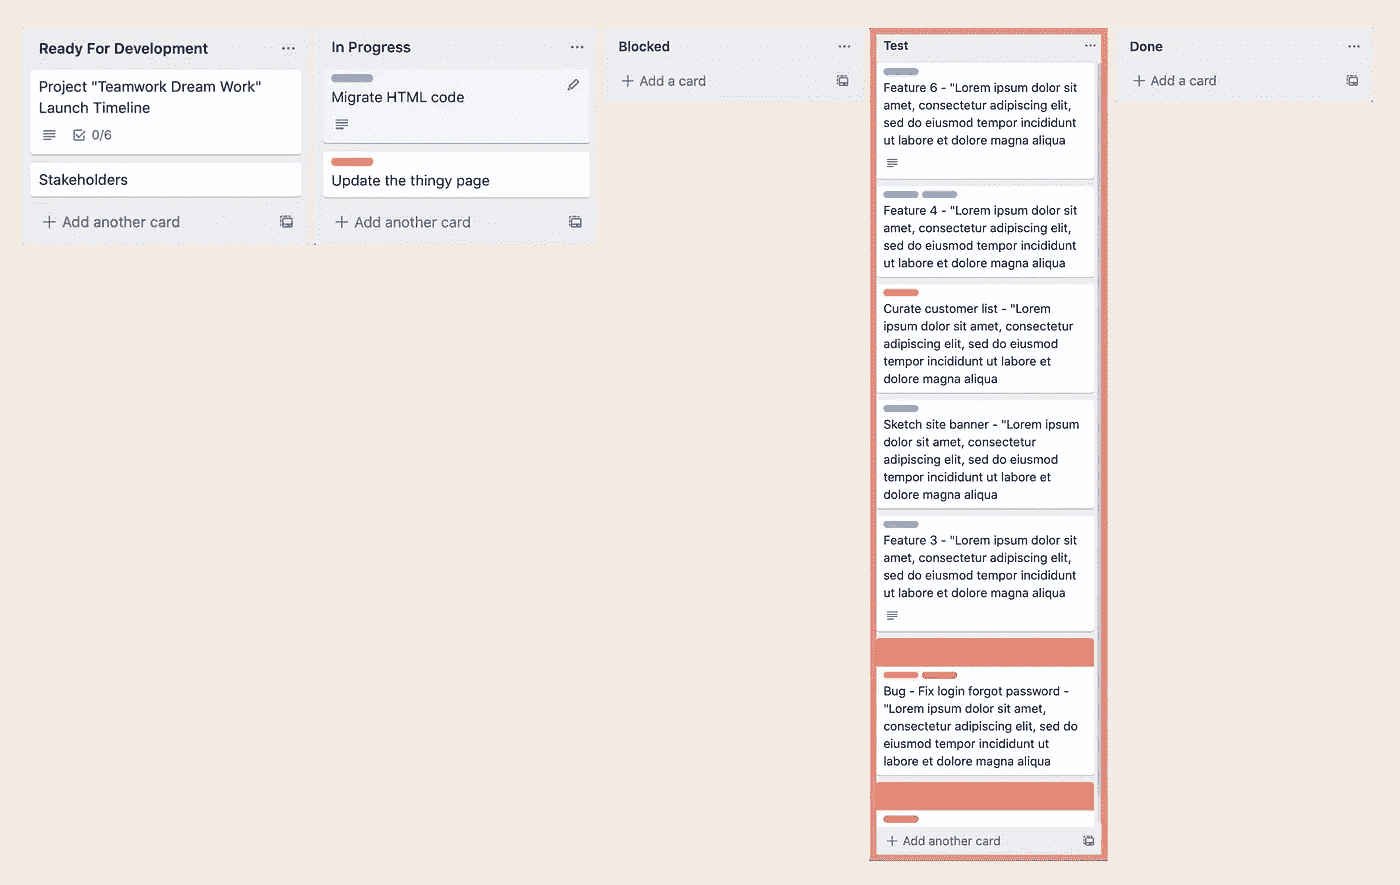 Ready For Development
Project "Teamwork Dream Work"
Launch Timeline
0/6
Stakeholders
+ Add another card
In Progress
Migrate HTML code
Update the thingy page
+ Add another card
Blocked
+ Add a card
Test
Feature 6 - "Lorem ipsum dolor sit
amet, consectetur adipiscing elit,
sed do eiusmod tempor incididunt
ut labore et dolore magna aliqua
Feature 4 - "Lorem ipsum dolor sit
amet, consectetur adipiscing elit,
sed do eiusmod tempor incididunt
ut labore et dolore magna aliqua
Curate customer list - "Lorem
ipsum dolor sit amet, consectetur
adipiscing elit, sed do eiusmod
tempor incididunt ut labore et
dolore magna aliqua
Sketch site banner - "Lorem ipsum
dolor sit amet, consectetur
adipiscing elit, sed do eiusmod
tempor incididunt ut labore et
dolore magna aliqua
Feature 3 - "Lorem ipsum dolor sit
amet, consectetur adipiscing elit,
sed do eiusmod tempor incididunt
ut labore et dolore magna aliqua
Bug - Fix login forgot password -
"Lorem ipsum dolor sit amet,
consectetur adipiscing elit, sed do
eiusmod tempor incididunt ut
labore et dolore magna aliqua
+ Add another card
Done
+ Add a card